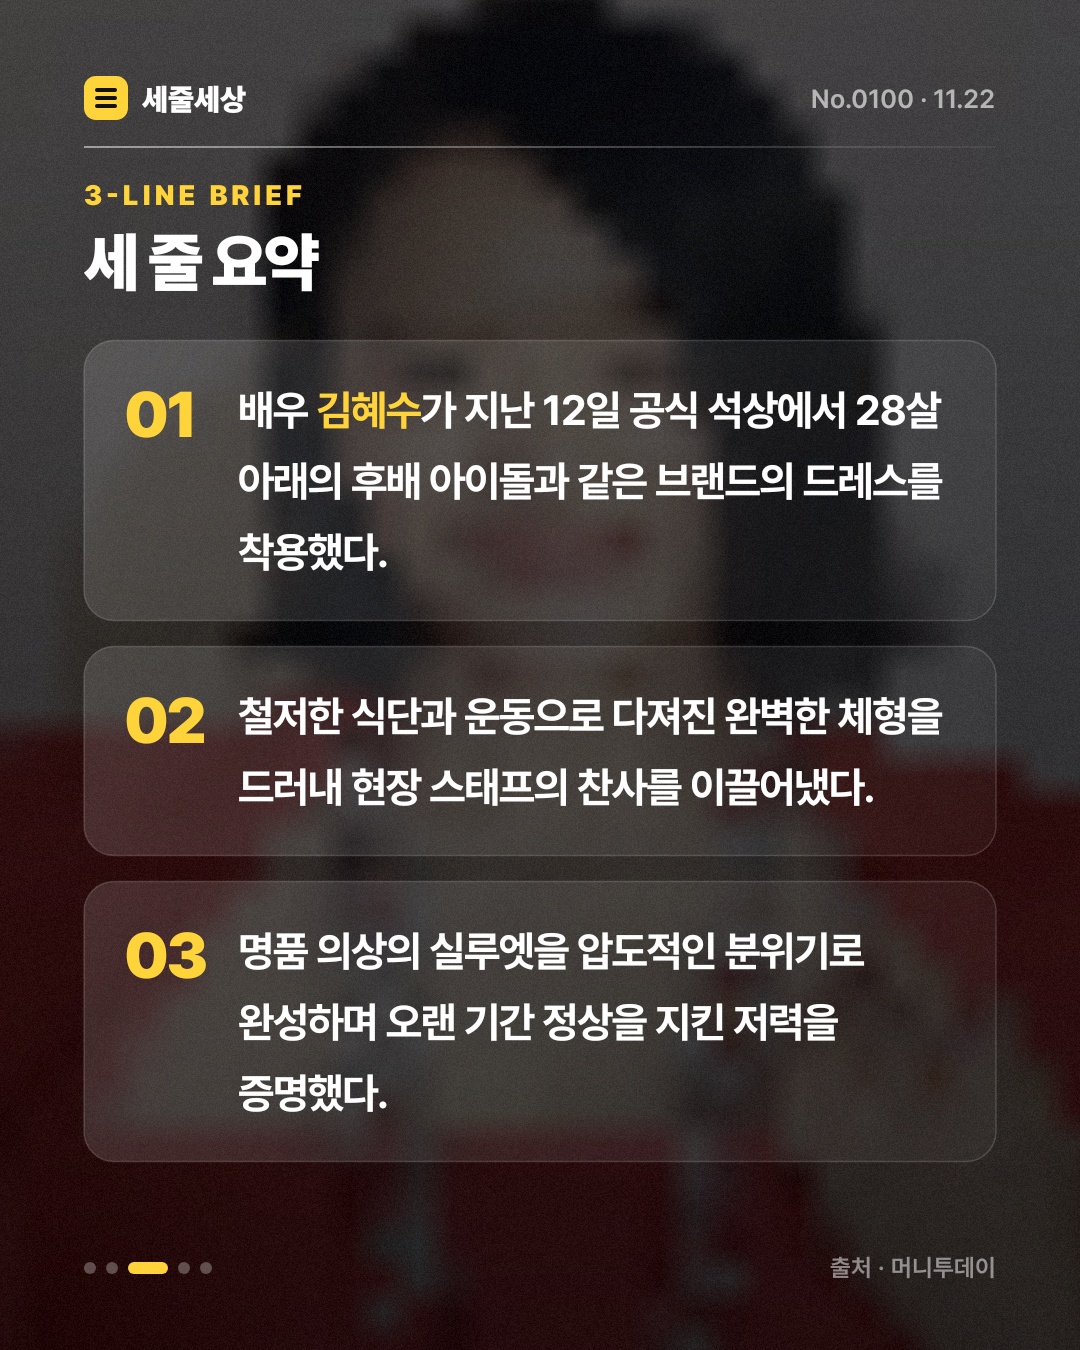 세줄세상
No.0100 · 11.22
3-LINE BRIEF
세 줄 요약
01
배우 김혜수가 지난 12일 공식 석상에서 28살
아래의 후배 아이돌과 같은 브랜드의 드레스를
착용했다.
02
철저한 식단과 운동으로 다져진 완벽한 체형을
드러내 현장 스태프의 찬사를 이끌어냈다.
03
명품 의상의 실루엣을 압도적인 분위기로
완성하며 오랜 기간 정상을 지킨 저력을
증명했다.
출처 · 머니투데이